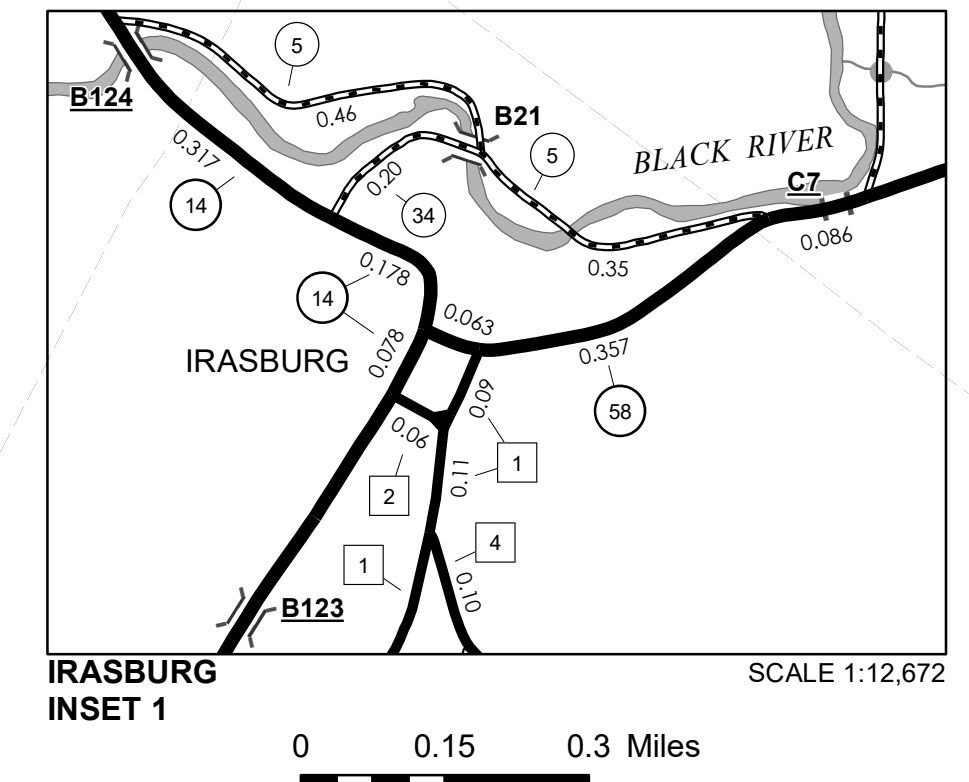 5
B124
0.46
B21
0.317
5
BLACK RIVER
0.20
C7
14
34
0.086
0.178
0.35
14
0.063
0.078
IRASBURG
0.357
0.09
58
0.06
1
0.11
2
4
1
0.10
B123
IRASBURG
INSET 1
SCALE 1:12,672
0 0.15 0.3 Miles